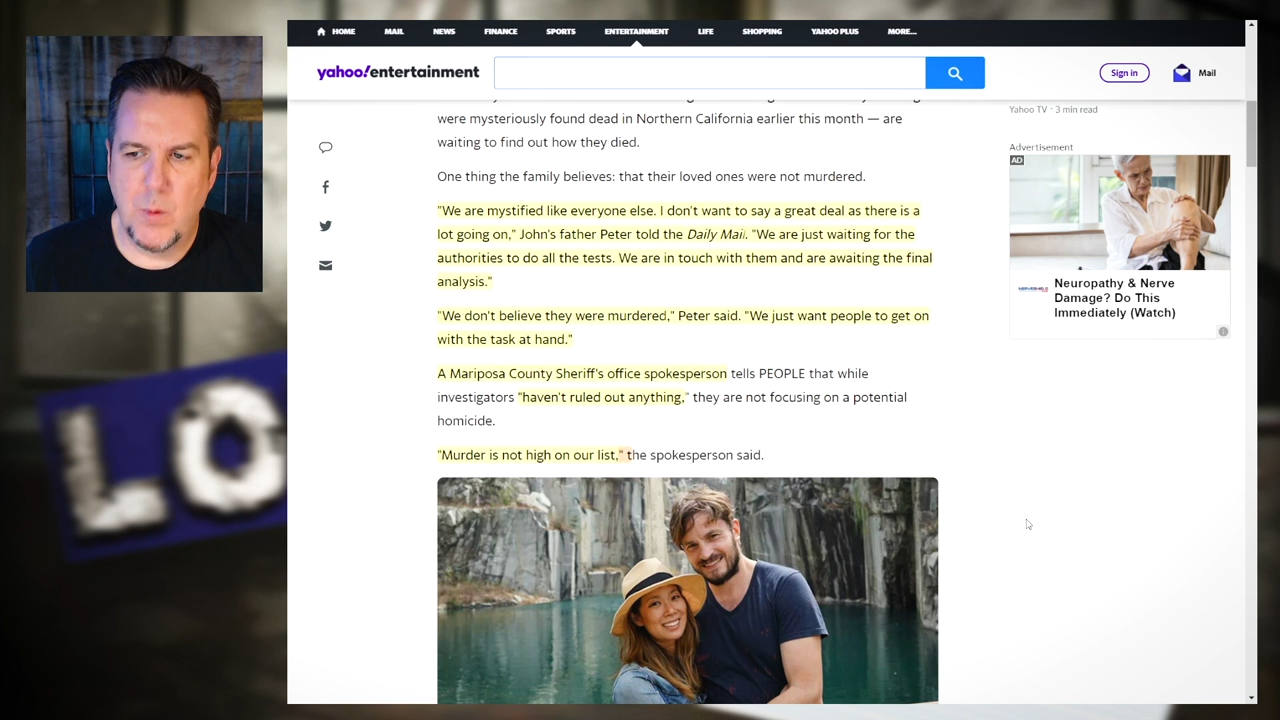 HOME MAIL NEWS FINANCE SPORTS ENTERTAINMENT LIFE SHOPPING YAHOO PLUS MORE...
yahoo!entertainment
Sign in
Mail
were mysteriously found dead in Northern California earlier this month — are
waiting to find out how they died.
One thing the family believes: that their loved ones were not murdered.
"We are mystified like everyone else. I don't want to say a great deal as there is a
lot going on," John's father Peter told the Daily Mail. "We are just waiting for the
authorities to do all the tests. We are in touch with them and are awaiting the final
analysis."
"We don't believe they were murdered," Peter said. "We just want people to get on
with the task at hand."
A Mariposa County Sheriff's office spokesperson tells PEOPLE that while
investigators "haven't ruled out anything," they are not focusing on a potential
homicide.
"Murder is not high on our list," the spokesperson said.
Yahoo TV · 3 min read
Advertisement
AD
Neuropathy & Nerve
Damage? Do This
Immediately (Watch)
LO